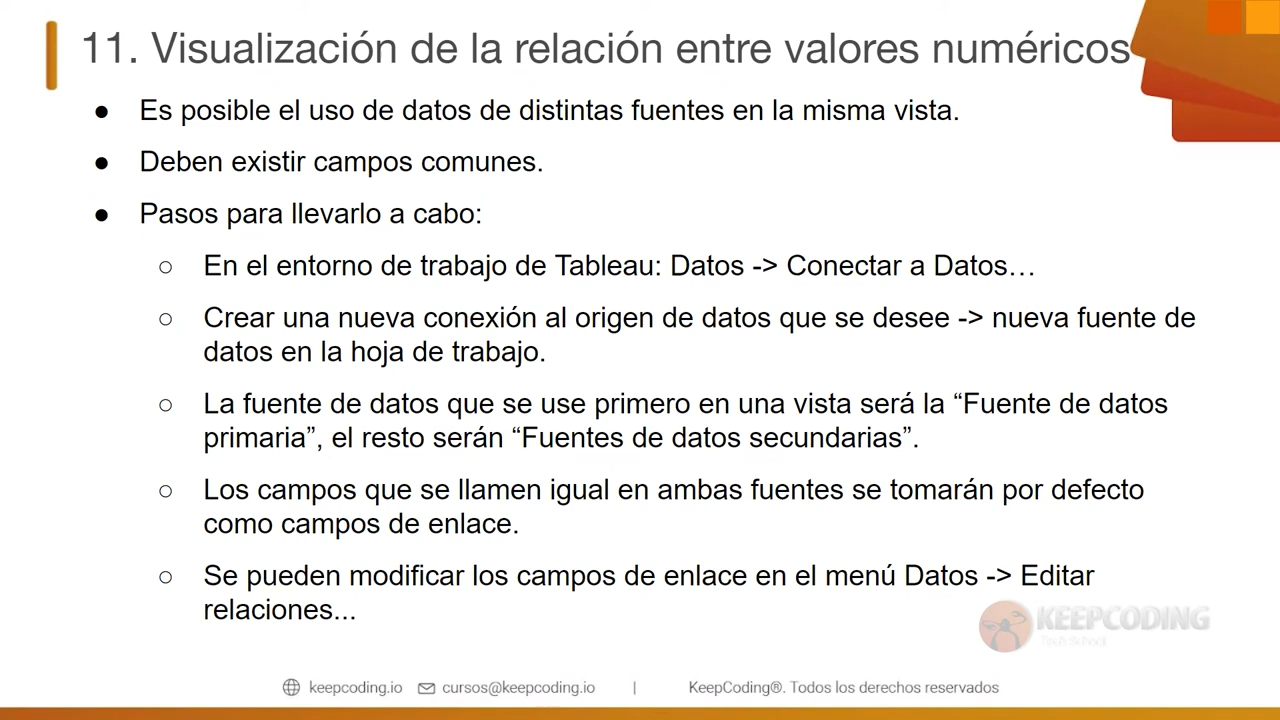 11. Visualización de la relación entre valores numéricos
● Es posible el uso de datos de distintas fuentes en la misma vista.
● Deben existir campos comunes.
● Pasos para llevarlo a cabo:
○ En el entorno de trabajo de Tableau: Datos -> Conectar a Datos…
○ Crear una nueva conexión al origen de datos que se desee -> nueva fuente de
datos en la hoja de trabajo.
○ La fuente de datos que se use primero en una vista será la “Fuente de datos
primaria”, el resto serán “Fuentes de datos secundarias”.
○ Los campos que se llamen igual en ambas fuentes se tomarán por defecto
como campos de enlace.
○ Se pueden modificar los campos de enlace en el menú Datos -> Editar
relaciones...
KEEPCODING
Tech School
keepcoding.io cursos@keepcoding.io | KeepCoding®. Todos los derechos reservados